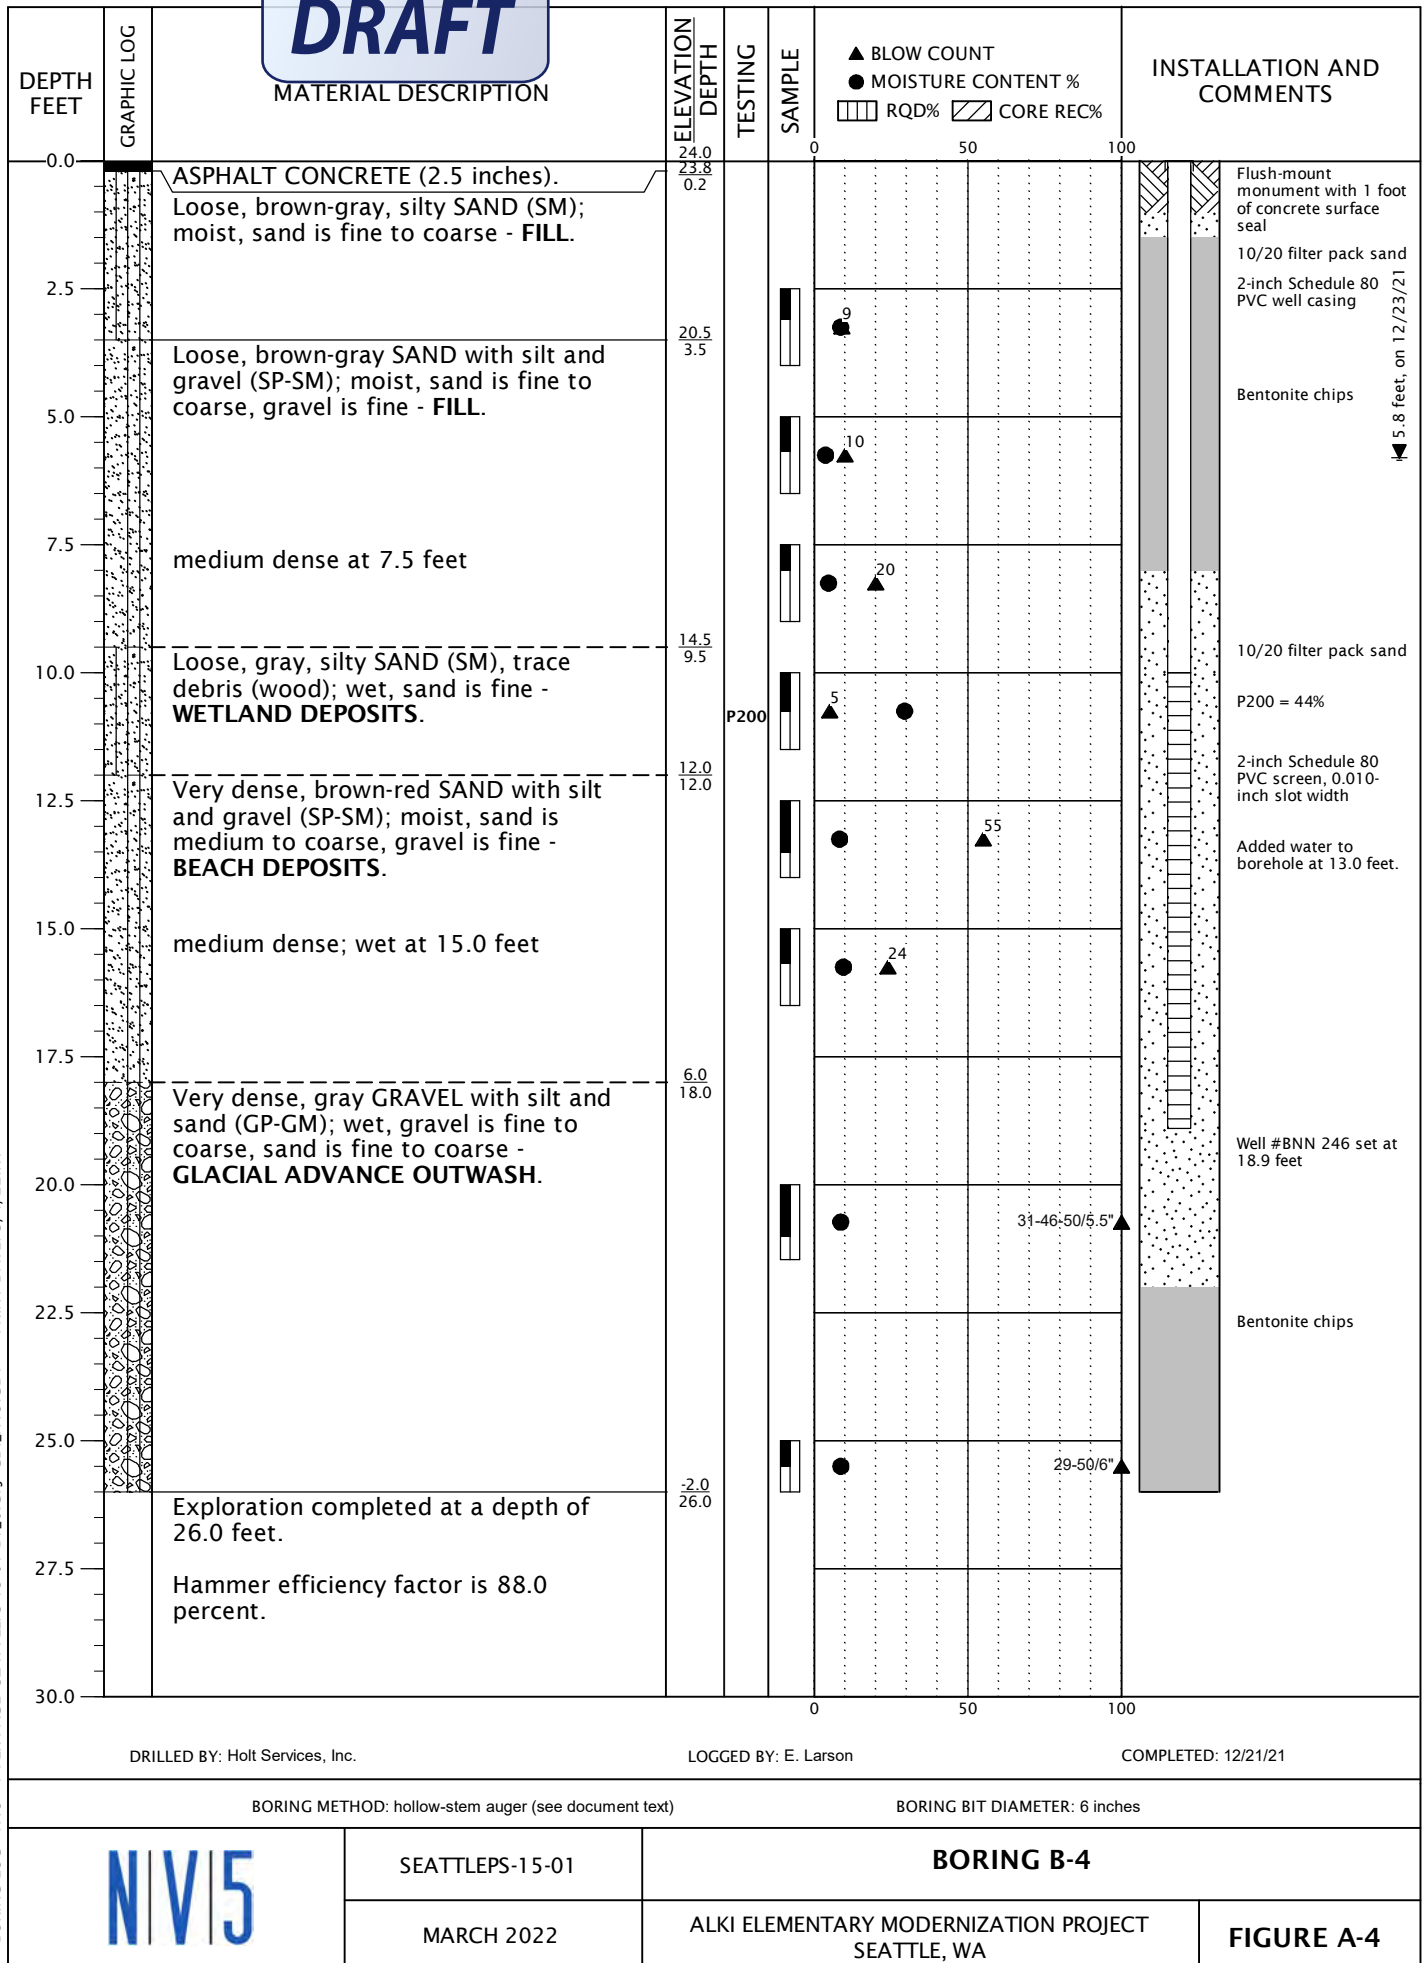 DRAFT
DEPTH
FEET
GRAPHIC LOG
MATERIAL DESCRIPTION
ELEVATION
DEPTH
TESTING
SAMPLE
▲ BLOW COUNT
● MOISTURE CONTENT %
RQD% CORE REC%
INSTALLATION AND
COMMENTS
0 50 100
0.0
24.0
23.8
0.2
ASPHALT CONCRETE (2.5 inches).
Loose, brown-gray, silty SAND (SM);
moist, sand is fine to coarse - FILL.
Flush-mount
monument with 1 foot
of concrete surface
seal
10/20 filter pack sand
2-inch Schedule 80
PVC well casing
2.5
9
20.5
3.5
Loose, brown-gray SAND with silt and
gravel (SP-SM); moist, sand is fine to
coarse, gravel is fine - FILL.
Bentonite chips
5.8 feet, on 12/23/21
5.0
10
7.5
medium dense at 7.5 feet
20
14.5
9.5
Loose, gray, silty SAND (SM), trace
debris (wood); wet, sand is fine -
WETLAND DEPOSITS.
10/20 filter pack sand
10.0
P200
5
P200 = 44%
12.0
12.0
Very dense, brown-red SAND with silt
and gravel (SP-SM); moist, sand is
medium to coarse, gravel is fine -
BEACH DEPOSITS.
2-inch Schedule 80
PVC screen, 0.010-
inch slot width
12.5
55
Added water to
borehole at 13.0 feet.
15.0
medium dense; wet at 15.0 feet
24
17.5
6.0
18.0
Very dense, gray GRAVEL with silt and
sand (GP-GM); wet, gravel is fine to
coarse, sand is fine to coarse -
GLACIAL ADVANCE OUTWASH.
Well #BNN 246 set at
18.9 feet
20.0
31-46-50/5.5"
22.5
Bentonite chips
25.0
29-50/6"
-2.0
26.0
Exploration completed at a depth of
26.0 feet.
27.5
Hammer efficiency factor is 88.0
percent.
30.0
0 50 100
DRILLED BY: Holt Services, Inc.
LOGGED BY: E. Larson
COMPLETED: 12/21/21
BORING METHOD: hollow-stem auger (see document text)
BORING BIT DIAMETER: 6 inches
N|V|5
SEATTLEPS-15-01
BORING B-4
MARCH 2022
ALKI ELEMENTARY MODERNIZATION PROJECT
SEATTLE, WA
FIGURE A-4